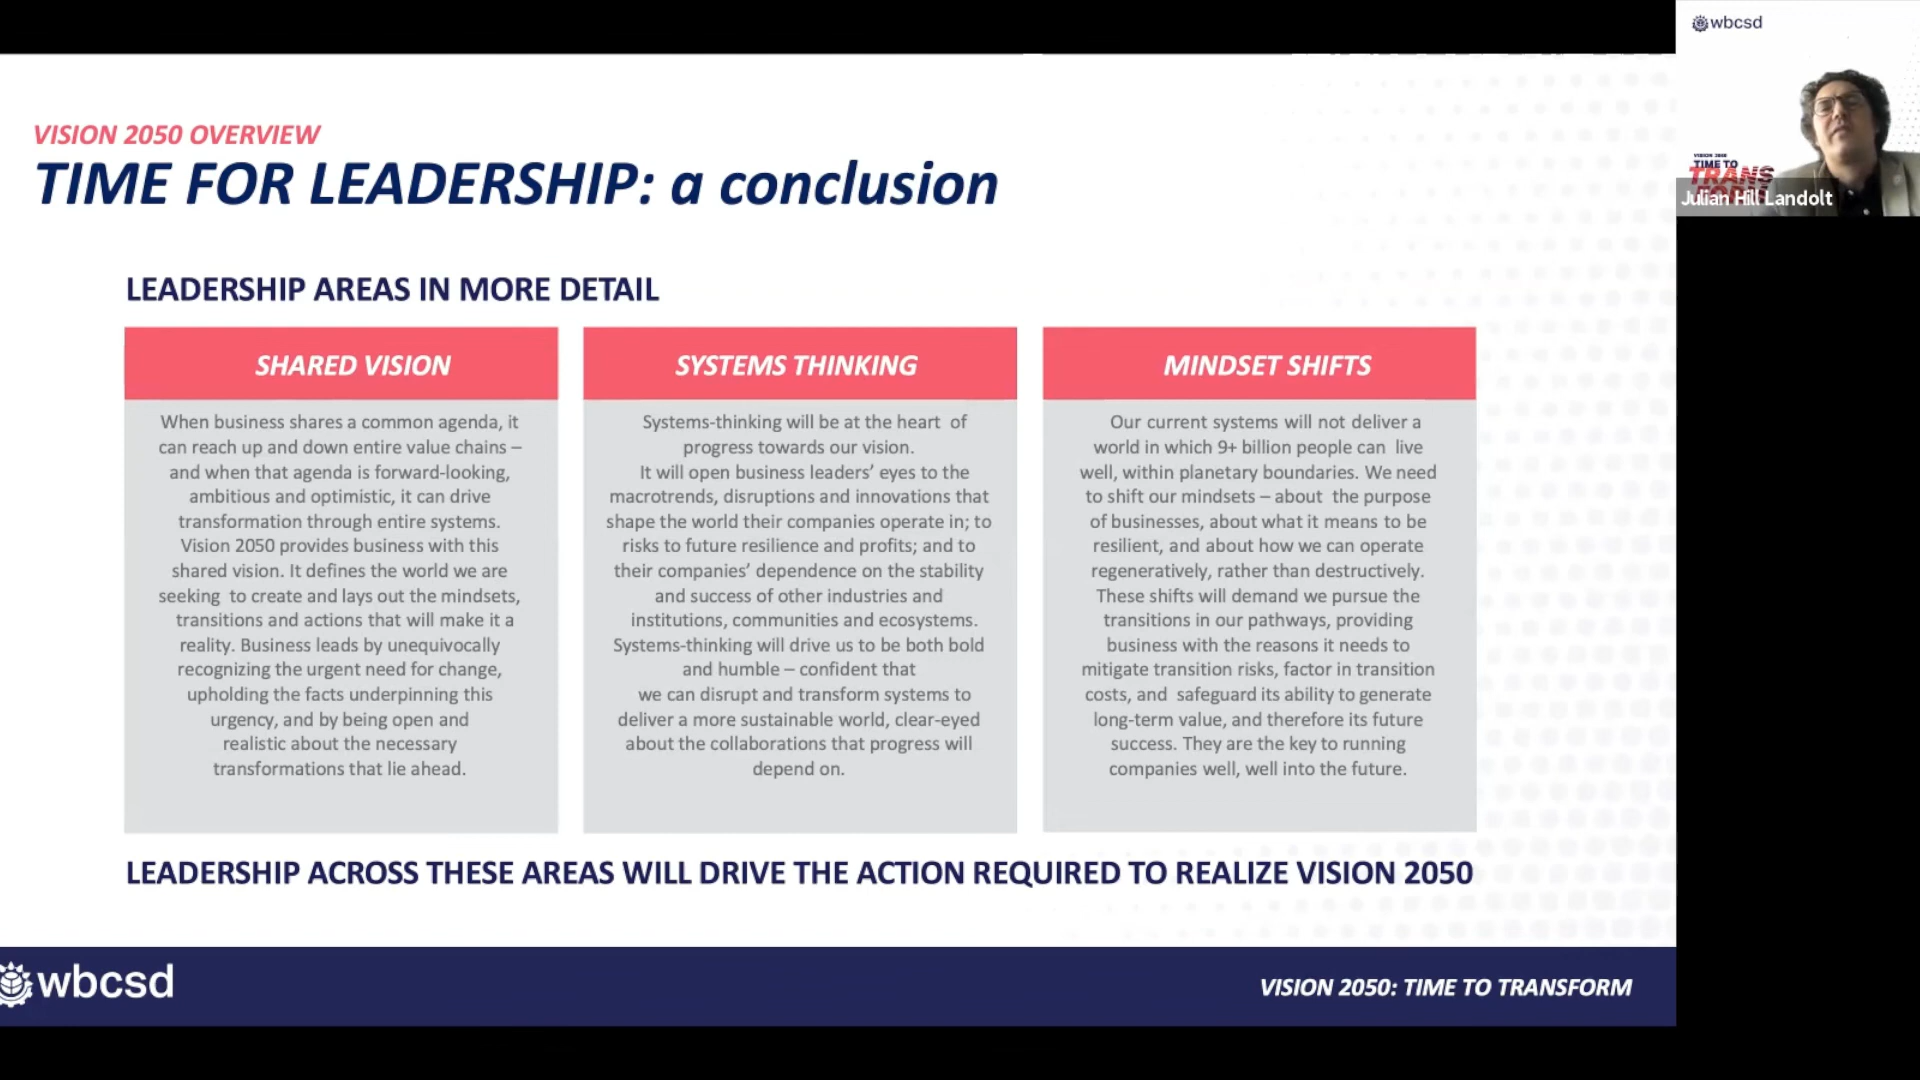 wbcsd
VISION 2050 OVERVIEW
TIME FOR LEADERSHIP: a conclusion
VISION 2050
TIME TO
TRANS
Julian Hill Landolt
LEADERSHIP AREAS IN MORE DETAIL
SHARED VISION
When business shares a common agenda, it
can reach up and down entire value chains –
and when that agenda is forward-looking,
ambitious and optimistic, it can drive
transformation through entire systems.
Vision 2050 provides business with this
shared vision. It defines the world we are
seeking to create and lays out the mindsets,
transitions and actions that will make it a
reality. Business leads by unequivocally
recognizing the urgent need for change,
upholding the facts underpinning this
urgency, and by being open and
realistic about the necessary
transformations that lie ahead.
SYSTEMS THINKING
Systems-thinking will be at the heart of
progress towards our vision.
It will open business leaders’ eyes to the
macrotrends, disruptions and innovations that
shape the world their companies operate in; to
risks to future resilience and profits; and to
their companies’ dependence on the stability
and success of other industries and
institutions, communities and ecosystems.
Systems-thinking will drive us to be both bold
and humble – confident that
we can disrupt and transform systems to
deliver a more sustainable world, clear-eyed
about the collaborations that progress will
depend on.
MINDSET SHIFTS
Our current systems will not deliver a
world in which 9+ billion people can live
well, within planetary boundaries. We need
to shift our mindsets – about the purpose
of businesses, about what it means to be
resilient, and about how we can operate
regeneratively, rather than destructively.
These shifts will demand we pursue the
transitions in our pathways, providing
business with the reasons it needs to
mitigate transition risks, factor in transition
costs, and safeguard its ability to generate
long-term value, and therefore its future
success. They are the key to running
companies well, well into the future.
LEADERSHIP ACROSS THESE AREAS WILL DRIVE THE ACTION REQUIRED TO REALIZE VISION 2050
wbcsd
VISION 2050: TIME TO TRANSFORM